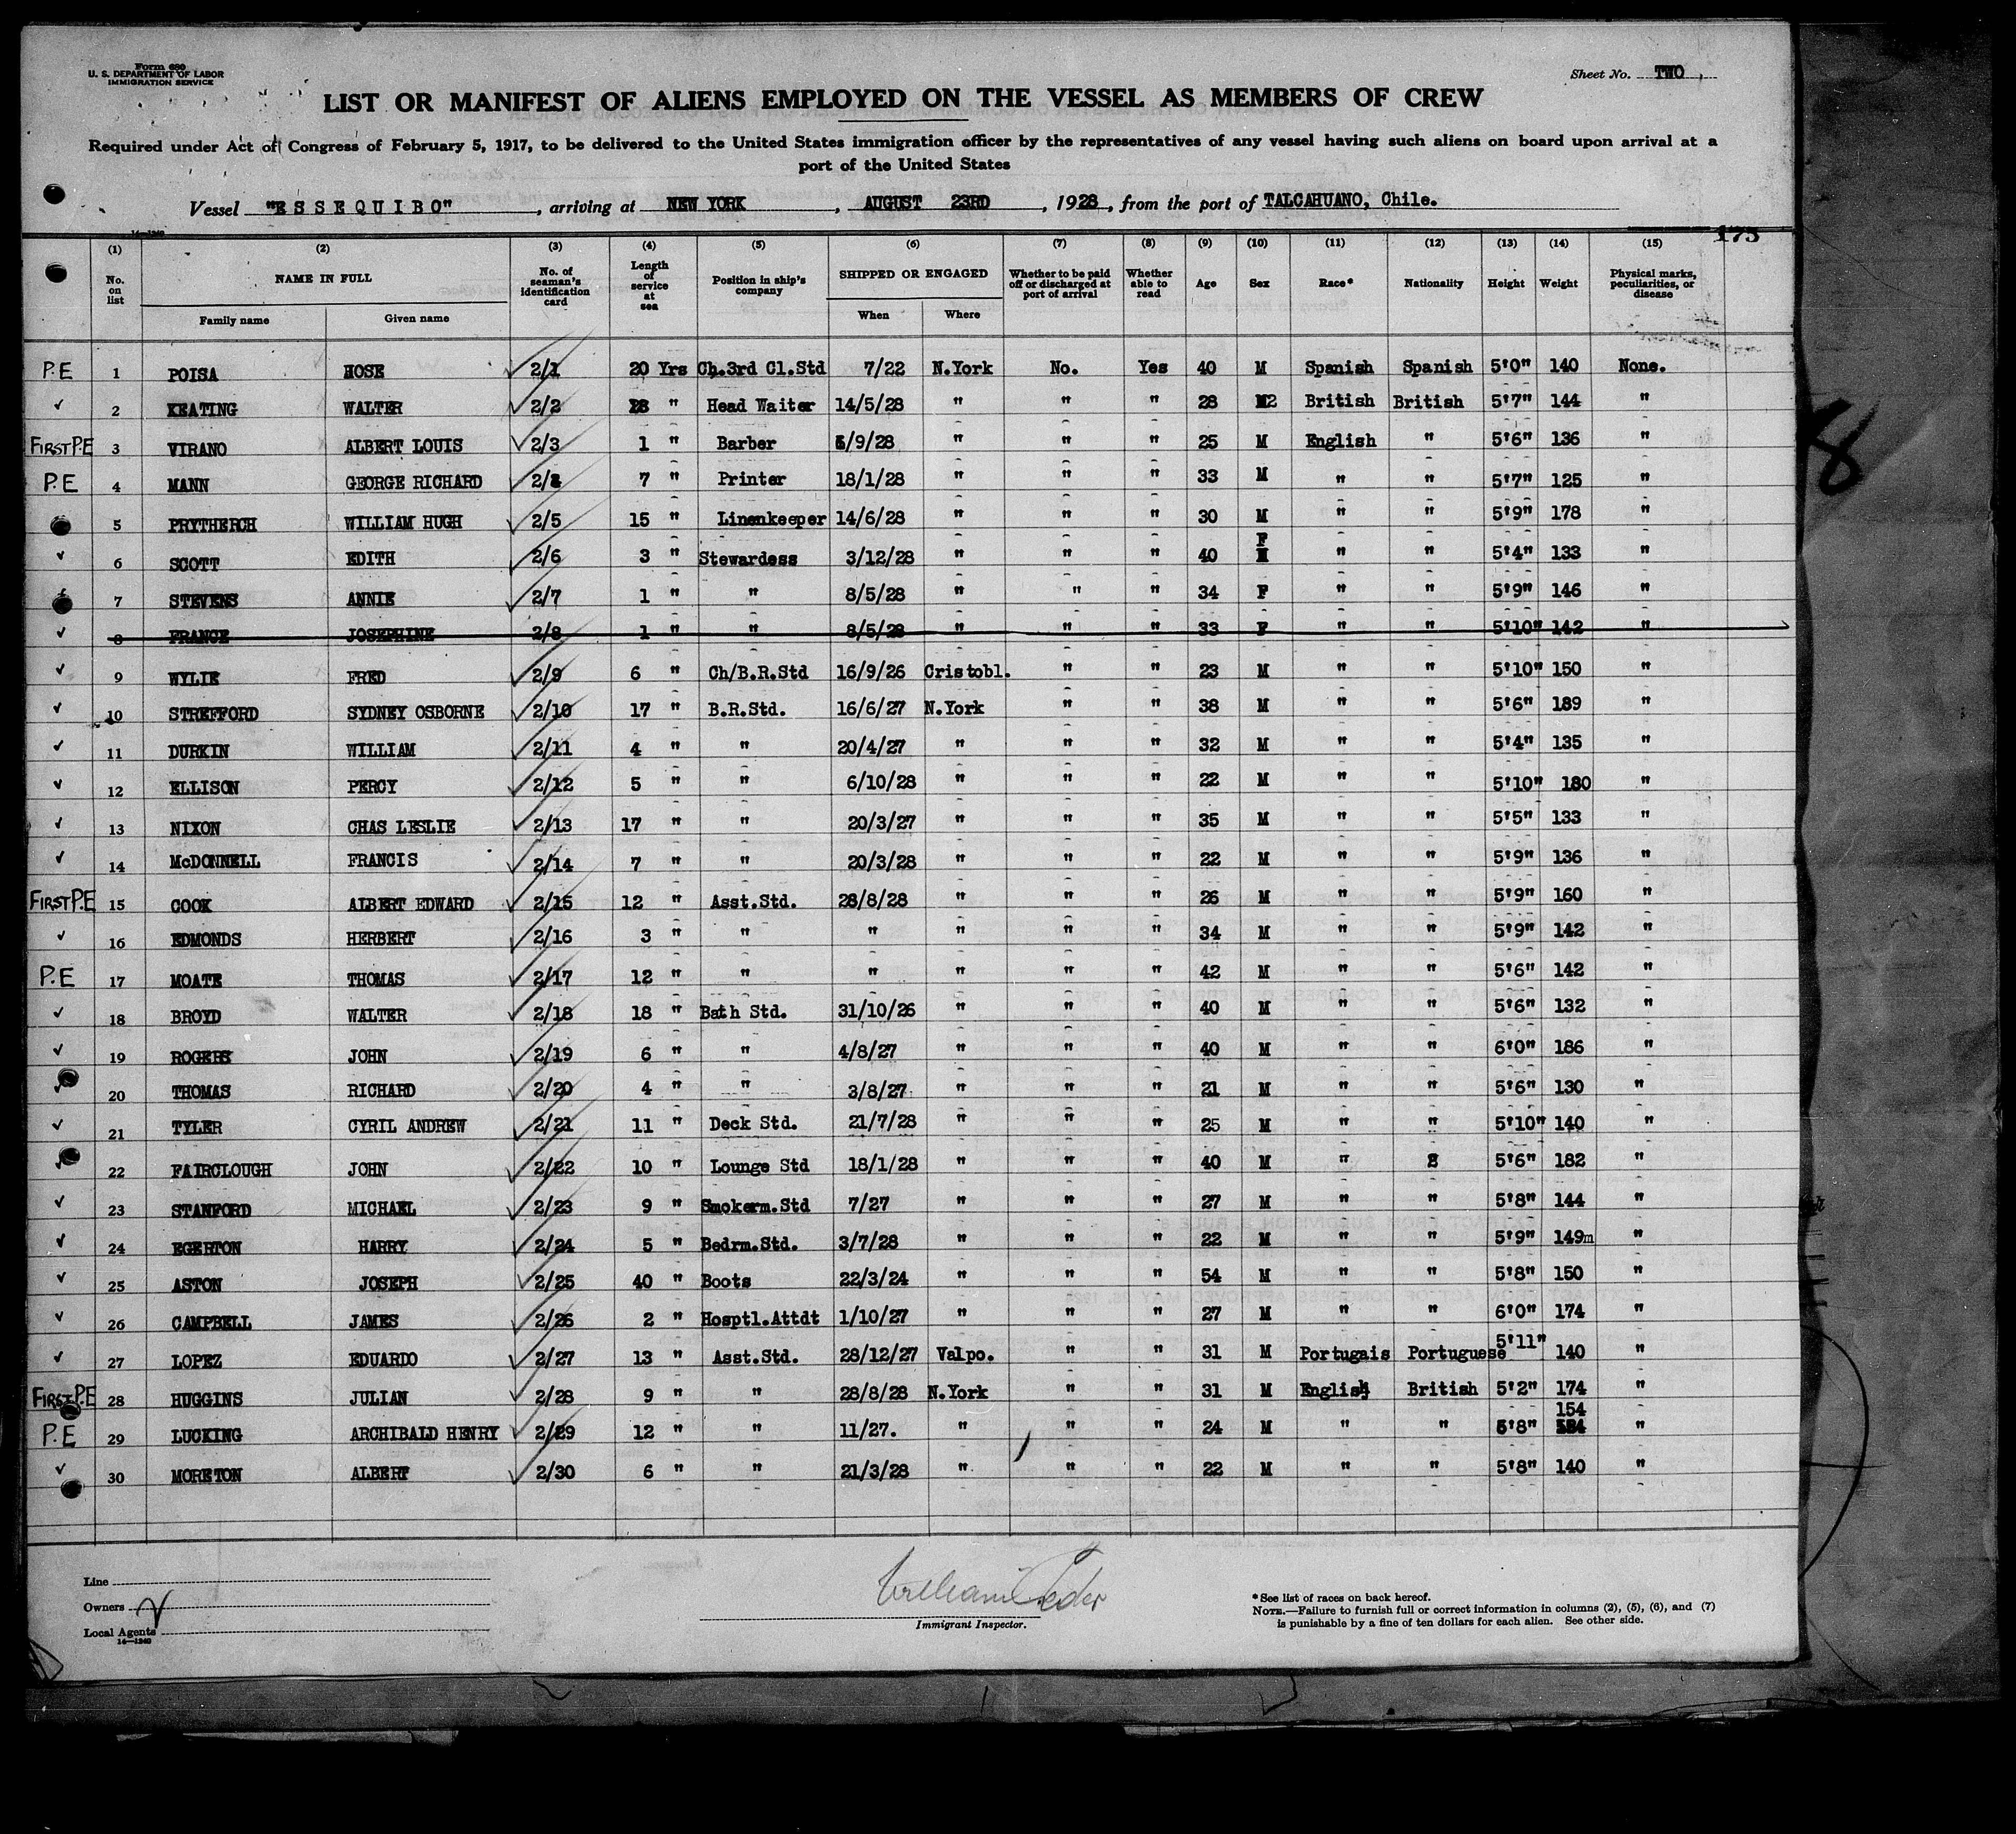 Form 680
U. S. DEPARTMENT OF LABOR
IMMIGRATION SERVICE
Sheet No. TWO
LIST OR MANIFEST OF ALIENS EMPLOYED ON THE VESSEL AS MEMBERS OF CREW
Required under Act of Congress of February 5, 1917, to be delivered to the United States immigration officer by the representatives of any vessel having such aliens on board upon arrival at a
port of the United States
Vessel "ESSEQUIBO", arriving at NEW YORK, AUGUST 23RD, 1928, from the port of TALCAHUANO, Chile.
14—1240
173
(1) (2) (3) (4) (5) (6) (7) (8) (9) (10) (11) (12) (13) (14) (15)
No. on list NAME IN FULL Family name Given name No. of seaman's identification card Length of service at sea Position in ship's company SHIPPED OR ENGAGED When Where Whether to be paid off or discharged at port of arrival Whether able to read Age Sex Race* Nationality Height Weight Physical marks, peculiarities, or disease
P.E 1 POISA HOSE 2/1 20 Yrs Ch.3rd Cl.Std 7/22 N.York No. Yes 40 M Spanish Spanish 5'0" 140 None.
2 KEATING WALTER 2/2 28 " Head Waiter 14/5/28 " " " 28 M2 British British 5'7" 144 "
FIRST P.E 3 VIRANO ALBERT LOUIS 2/3 1 " Barber /9/28 " " " 25 M English " 5'6" 136 "
P.E 4 MANN GEORGE RICHARD 2/ 7 " Printer 18/1/28 " " " 33 M " " 5'7" 125 "
5 PRYTHERCH WILLIAM HUGH 2/5 15 " Linenkeeper 14/6/28 " " " 30 M " " 5'9" 178 "
6 SCOTT EDITH 2/6 3 " Stewardess 3/12/28 " " " 40 F " " 5'4" 133 "
7 STEVENS ANNIE 2/7 1 " " 8/5/28 " " " 34 F " " 5'9" 146 "
8 FRANCE JOSEPHINE 2/8 1 " " 8/5/28 " " " 33 F " " 5'10" 142 "
9 WYLIE FRED 2/9 6 " Ch/B.R.Std 16/9/26 Cristobl. " " 23 M " " 5'10" 150 "
10 STREFFORD SYDNEY OSBORNE 2/10 17 " B.R.Std. 16/6/27 N.York " " 38 M " " 5'6" 189 "
11 DURKIN WILLIAM 2/11 4 " " 20/4/27 " " " 32 M " " 5'4" 135 "
12 ELLISON PERCY 2/12 5 " " 6/10/28 " " " 22 M " " 5'10" 180 "
13 NIXON CHAS LESLIE 2/13 17 " " 20/3/27 " " " 35 M " " 5'5" 133 "
14 McDONNELL FRANCIS 2/14 7 " " 20/3/28 " " " 22 M " " 5'9" 136 "
FIRST P.E 15 COOK ALBERT EDWARD 2/15 12 " Asst.Std. 28/8/28 " " " 26 M " " 5'9" 160 "
16 EDMONDS HERBERT 2/16 3 " " " " " " 34 M " " 5'9" 142 "
P.E 17 MOATE THOMAS 2/17 12 " " " " " " 42 M " " 5'6" 142 "
18 BROYD WALTER 2/18 18 " Bath Std. 31/10/26 " " " 40 M " " 5'6" 132 "
19 ROGERS JOHN 2/19 6 " " 4/8/27 " " " 40 M " " 6'0" 186 "
20 THOMAS RICHARD 2/20 4 " " 3/8/27 " " " 21 M " " 5'6" 130 "
21 TYLER CYRIL ANDREW 2/21 11 " Deck Std. 21/7/28 " " " 25 M " " 5'10" 140 "
22 FAIRCLOUGH JOHN 2/22 10 " Lounge Std 18/1/28 " " " 40 M " 5'6" 182 "
23 STANFORD MICHAEL 2/23 9 " Smokerm.Std 7/27 " " " 27 M " " 5'8" 144 "
24 EGERTON HARRY 2/24 5 " Bedrm.Std. 3/7/28 " " " 22 M " " 5'9" 149m "
25 ASTON JOSEPH 2/25 40 " Boots 22/3/24 " " " 54 M " " 5'8" 150 "
26 CAMPBELL JAMES 2/26 2 " Hosptl.Attdt 1/10/27 " " " 27 M " " 6'0" 174 "
27 LOPEZ EDUARDO 2/27 13 " Asst.Std. 28/12/27 Valpo. " " 31 M Portugais Portuguese 5'11" 140 "
FIRST P.E 28 HUGGINS JULIAN 2/28 9 " " 28/8/28 N.York " " 31 M English British 5'2" 174 "
P.E 29 LUCKING ARCHIBALD HENRY 2/29 12 " " 11/27. " " " 24 M " " 5'8" 154 "
30 MORETON ALBERT 2/30 6 " " 21/3/28 " " " 22 M " " 5'8" 140 "
Line
Owners
Local Agents
14—1240
William
Immigrant Inspector.
*See list of races on back hereof.
NOTE.—Failure to furnish full or correct information in columns (2), (5), (6), and (7)
is punishable by a fine of ten dollars for each alien. See other side.
8